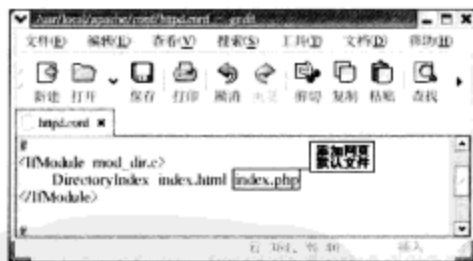 /usr/local/apache/conf/httpd.conf - gedit
文件(F) 编辑(E) 查看(V) 搜索(S) 工具(T) 文档(D) 帮助(H)
新建 打开 保存 打印 撤消 剪切 复制 粘贴 查找
httpd.conf ×
#
添加网页
<IfModule mod_dir.c>
默认文件
DirectoryIndex index.html index.php
</IfModule>
#
插入